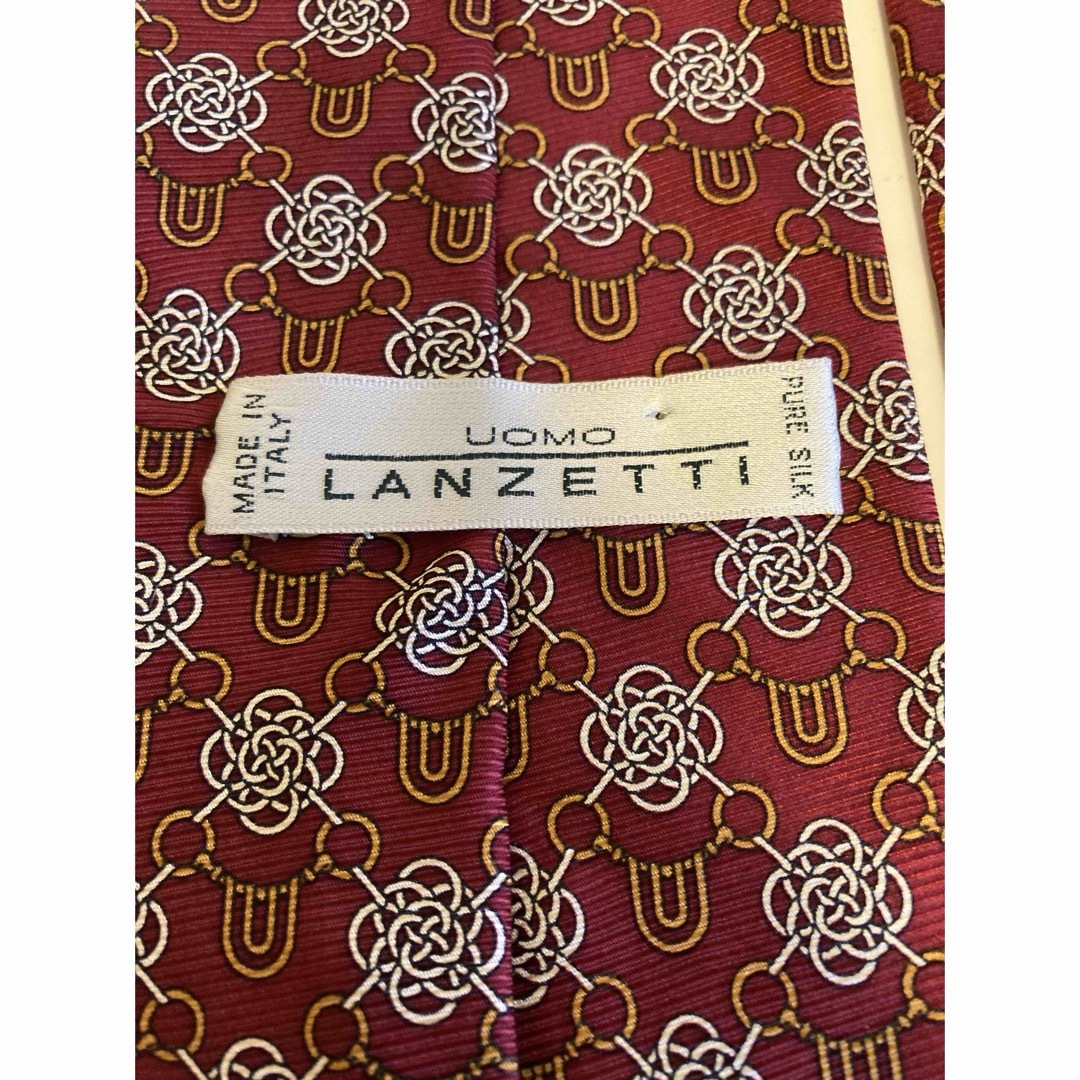 MADE IN
ITALY
UOMO
LANZETTI
PURE SILK